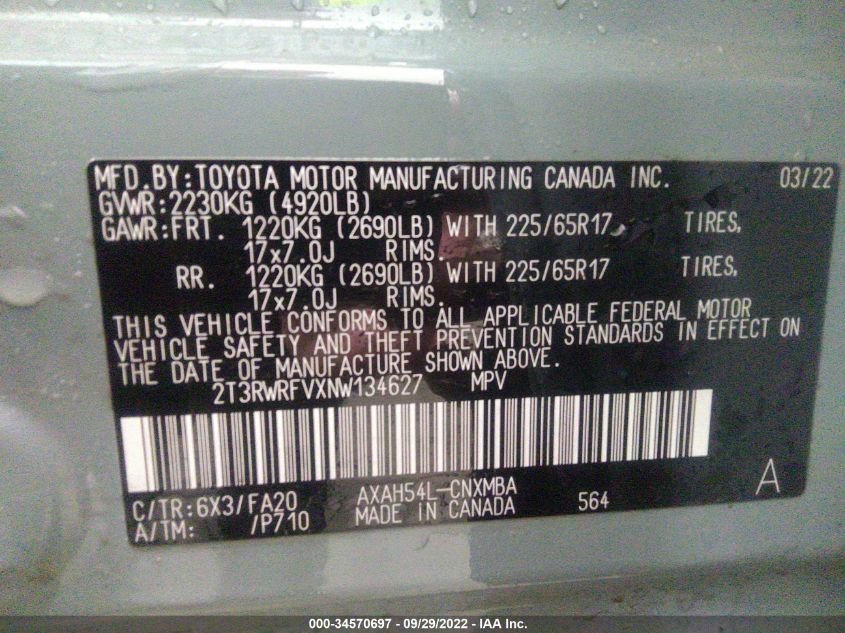 MFD.BY:TOYOTA MOTOR MANUFACTURING CANADA INC. 03/22
GVWR:2230KG (4920LB)
GAWR:FRT. 1220KG (2690LB) WITH 225/65R17 TIRES,
17x7.0J RIMS.
RR. 1220KG (2690LB) WITH 225/65R17 TIRES,
17x7.0J RIMS.
THIS VEHICLE CONFORMS TO ALL APPLICABLE FEDERAL MOTOR
VEHICLE SAFETY AND THEFT PREVENTION STANDARDS IN EFFECT ON
THE DATE OF MANUFACTURE SHOWN ABOVE.
2T3RWRFVXNW134627 MPV
C/TR:6X3/FA20 AXAH54L-CNXMBA A
A/TM: /P710 MADE IN CANADA 564
000-34570697 - 09/29/2022 - IAA Inc.